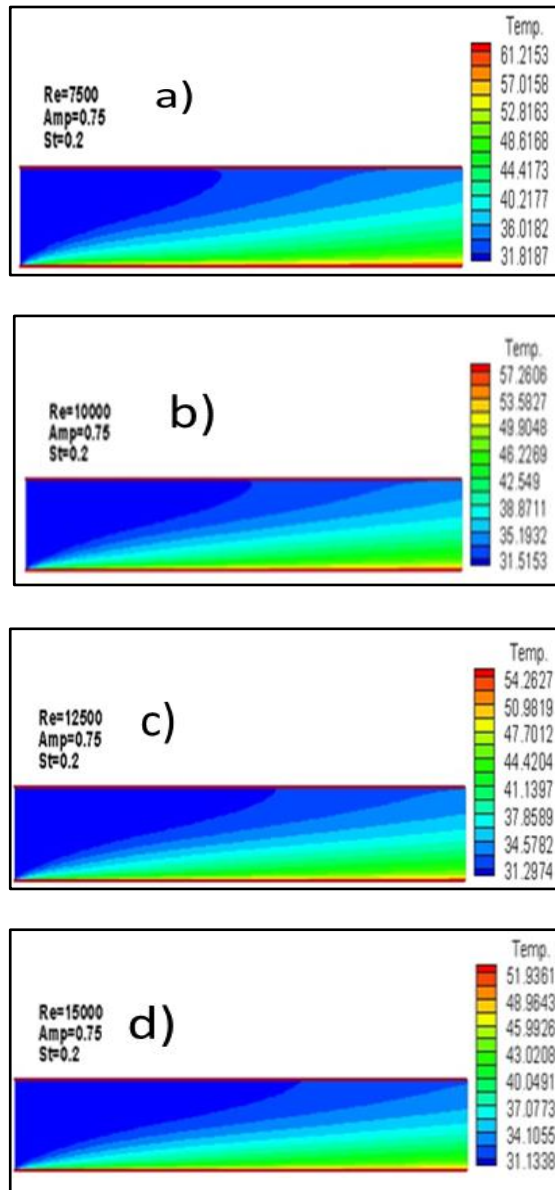 Temp.
Re=7500
Amp=0.75
St=0.2
a)
61.2153
57.0158
52.8163
48.6168
44.4173
40.2177
36.0182
31.8187
Temp.
Re=10000
Amp=0.75
St=0.2
b)
57.2606
53.5827
49.9048
46.2269
42.549
38.8711
35.1932
31.5153
Temp.
Re=12500
Amp=0.75
St=0.2
c)
54.2627
50.9819
47.7012
44.4204
41.1397
37.8589
34.5782
31.2974
Temp.
Re=15000
Amp=0.75
St=0.2
d)
51.9361
48.9643
45.9926
43.0208
40.0491
37.0773
34.1055
31.1338